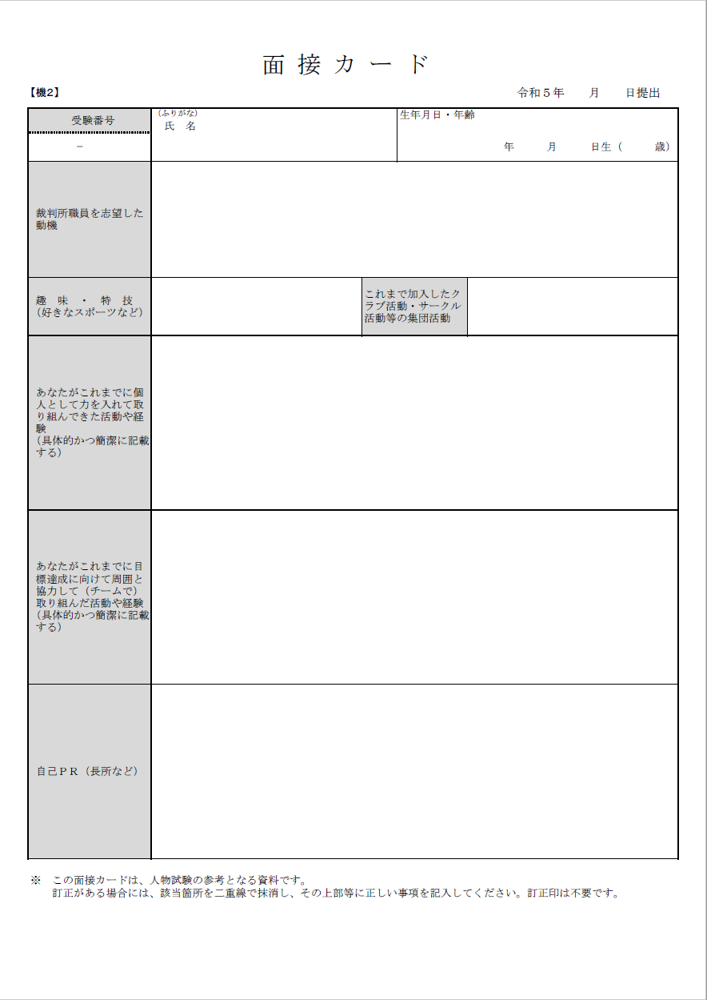 面接カード
【機２】
令和５年　　月　　日提出
受験番号
－
（ふりがな）
氏　名
生年月日・年齢
年　　　月　　　日生（　　　歳）
裁判所職員を志望した
動機
趣　味　・　特　技
（好きなスポーツなど）
これまで加入したク
ラブ活動・サークル
活動等の集団活動
あなたがこれまでに個
人として力を入れて取
り組んできた活動や経
験
（具体的かつ簡潔に記載
する）
あなたがこれまでに目
標達成に向けて周囲と
協力して（チームで）
取り組んだ活動や経験
（具体的かつ簡潔に記載
する）
自己ＰＲ（長所など）
※　この面接カードは、人物試験の参考となる資料です。
訂正がある場合には、該当箇所を二重線で抹消し、その上部等に正しい事項を記入してください。訂正印は不要です。